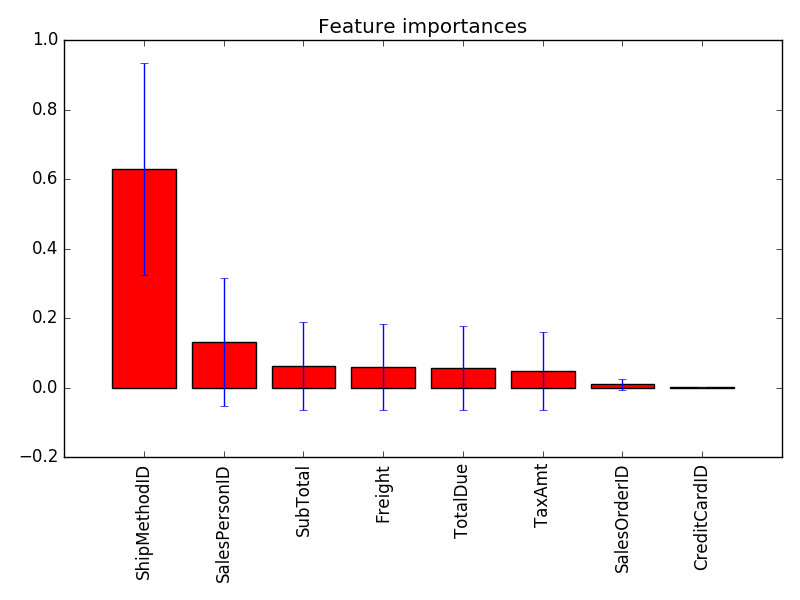 Feature importances
1.0
0.8
0.6
0.4
0.2
0.0
−0.2
ShipMethodID
SalesPersonID
SubTotal
Freight
TotalDue
TaxAmt
SalesOrderID
CreditCardID